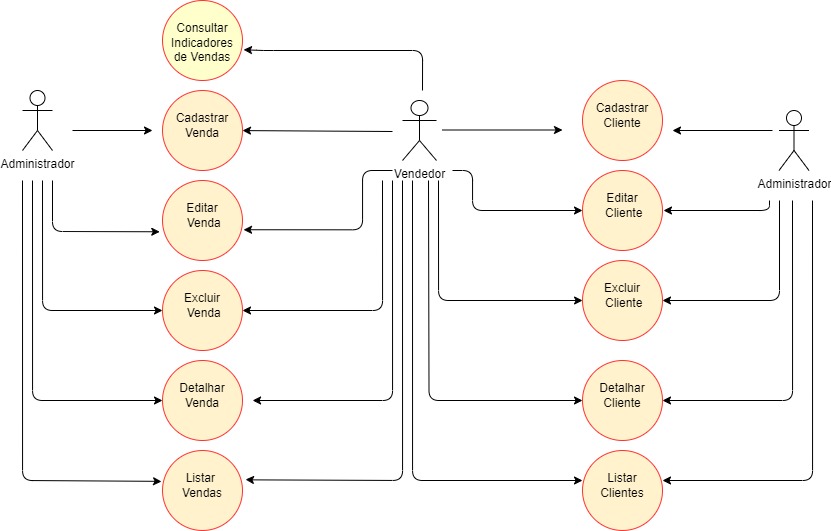 Consultar
Indicadores
de Vendas
Administrador
Cadastrar
Venda
Editar
Venda
Excluir
Venda
Detalhar
Venda
Listar
Vendas
Vendedor
Cadastrar
Cliente
Editar
Cliente
Excluir
Cliente
Detalhar
Cliente
Listar
Clientes
Administrador